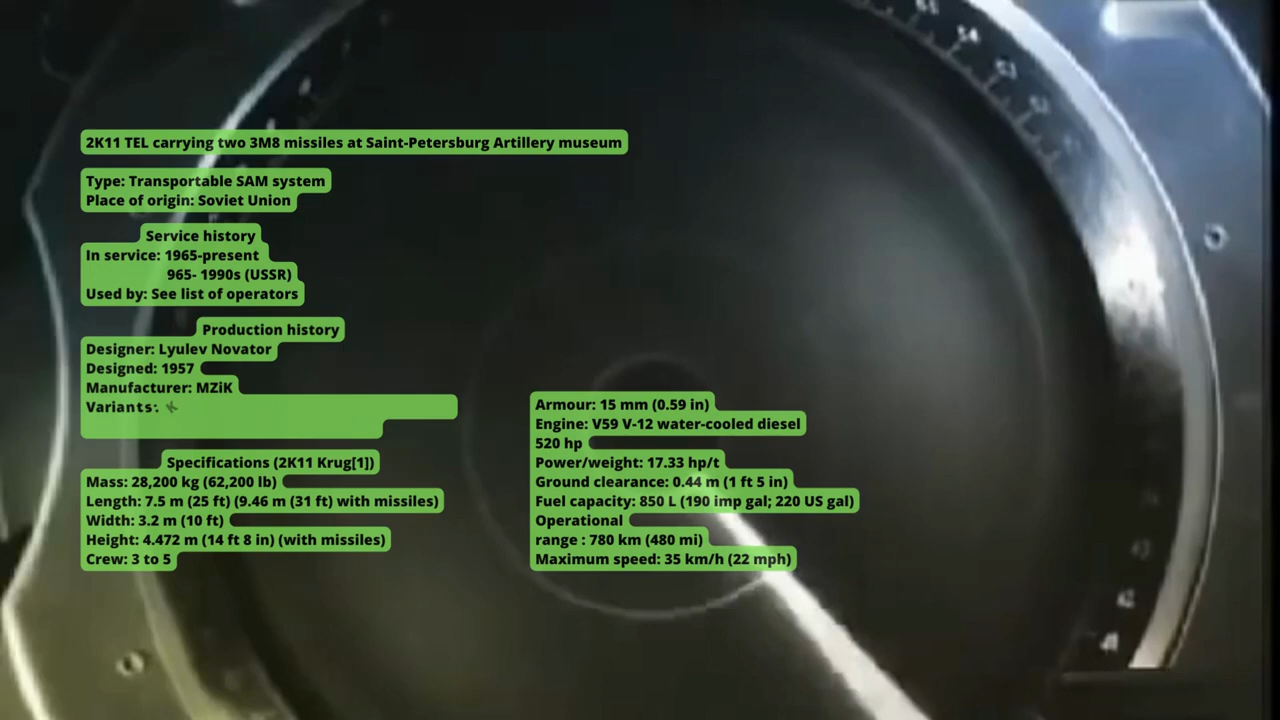 2K11 TEL carrying two 3M8 missiles at Saint-Petersburg Artillery museum
Type: Transportable SAM system
Place of origin: Soviet Union
Service history
In service: 1965-present
965- 1990s (USSR)
Used by: See list of operators
Production history
Designer: Lyulev Novator
Designed: 1957
Manufacturer: MZiK
Variants: K
Specifications (2K11 Krug[1])
Mass: 28,200 kg (62,200 lb)
Length: 7.5 m (25 ft) (9.46 m (31 ft) with missiles)
Width: 3.2 m (10 ft)
Height: 4.472 m (14 ft 8 in) (with missiles)
Crew: 3 to 5
Armour: 15 mm (0.59 in)
Engine: V59 V-12 water-cooled diesel
520 hp
Power/weight: 17.33 hp/t
Ground clearance: 0.44 m (1 ft 5 in)
Fuel capacity: 850 L (190 imp gal; 220 US gal)
Operational
range : 780 km (480 mi)
Maximum speed: 35 km/h (22 mph)